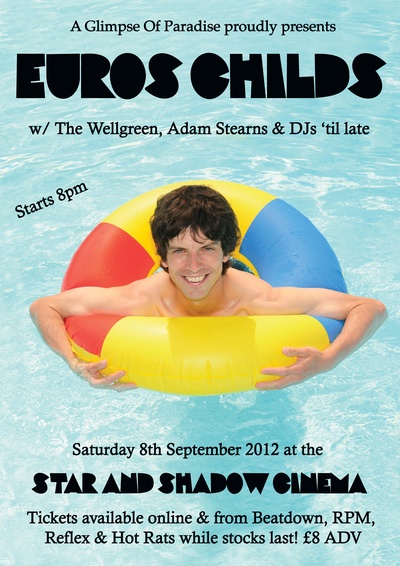 A Glimpse Of Paradise proudly presents
EUROS CHILDS
w/ The Wellgreen, Adam Stearns & DJs ‘til late
Starts 8pm
Saturday 8th September 2012 at the
STAR AND SHADOW CINEMA
Tickets available online & from Beatdown, RPM,
Reflex & Hot Rats while stocks last! £8 ADV